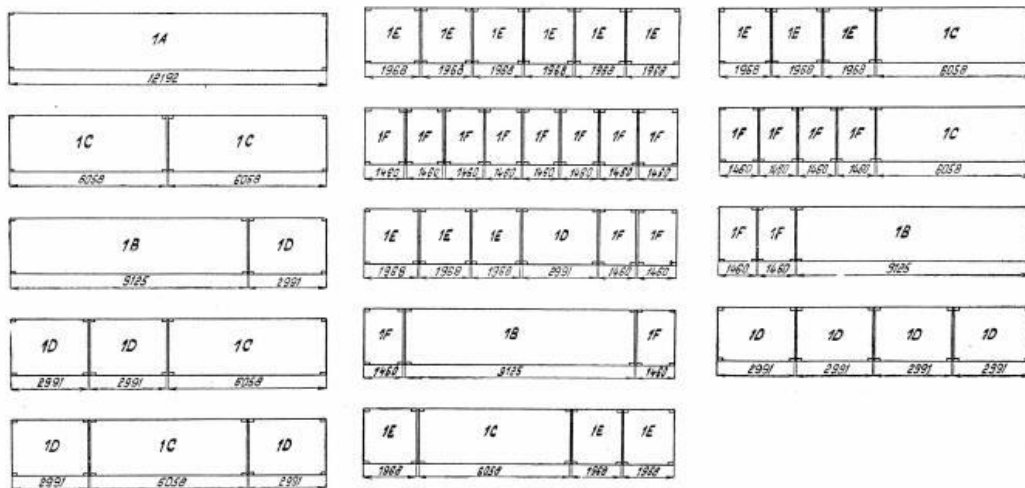 1A
12192
1C 1C
6058 6058
1B 1D
9125 2991
1D 1D 1C
2991 2991 6058
1D 1C 1D
2991 6058 2991
1E 1E 1E 1E 1E 1E
1968 1968 1968 1968 1968 1968
1F 1F 1F 1F 1F 1F 1F 1F
1460 1460 1460 1460 1460 1460 1460 1460
1E 1E 1E 1D 1F 1F
1968 1968 1968 2991 1460 1460
1F 1B 1F
1460 9125 1460
1E 1C 1E 1E
1968 6058 1968 1968
1E 1E 1E 1C
1968 1968 1968 6058
1F 1F 1F 1F 1C
1460 1460 1460 1460 6058
1F 1F 1B
1460 1460 9125
1D 1D 1D 1D
2991 2991 2991 2991